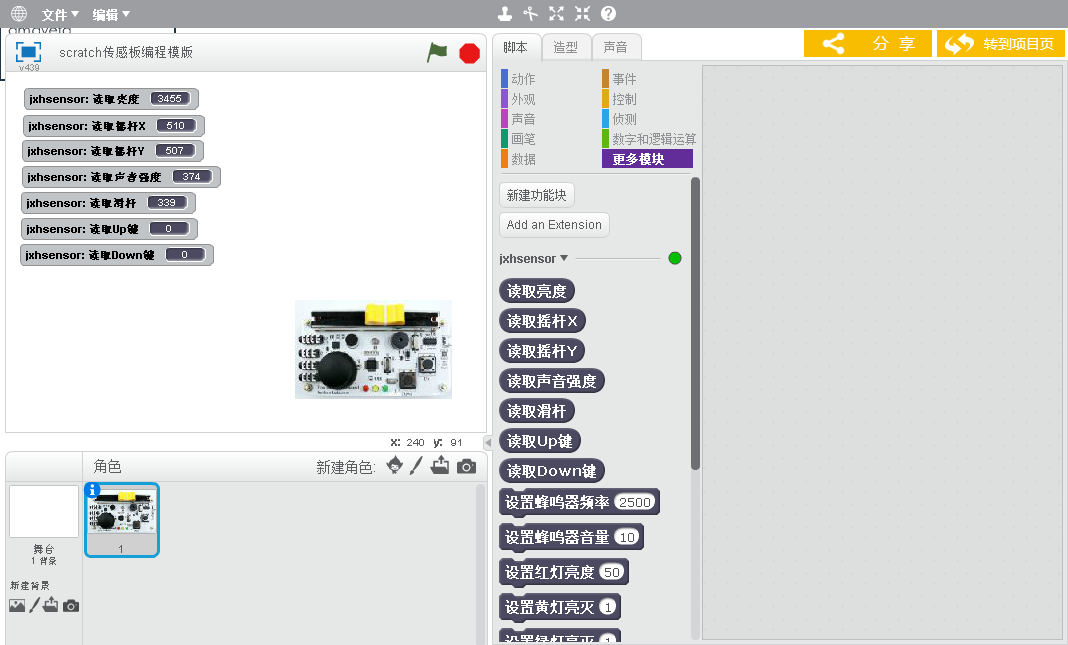 文件 编辑
scratch传感板编程模版
v439
jxhsensor: 读取亮度 3455
jxhsensor: 读取摇杆X 510
jxhsensor: 读取摇杆Y 507
jxhsensor: 读取声音强度 374
jxhsensor: 读取滑杆 339
jxhsensor: 读取Up键 0
jxhsensor: 读取Down键 0
x: 240 y: 91
角色
新建角色:
1
舞台
1 背景
新建背景
脚本 造型 声音
分 享
转到项目页
动作 事件
外观 控制
声音 侦测
画笔 数字和逻辑运算
数据 更多模块
新建功能块
Add an Extension
jxhsensor
读取亮度
读取摇杆X
读取摇杆Y
读取声音强度
读取滑杆
读取Up键
读取Down键
设置蜂鸣器频率 2500
设置蜂鸣器音量 10
设置红灯亮度 50
设置黄灯亮灭 1
设置绿灯亮灭 1